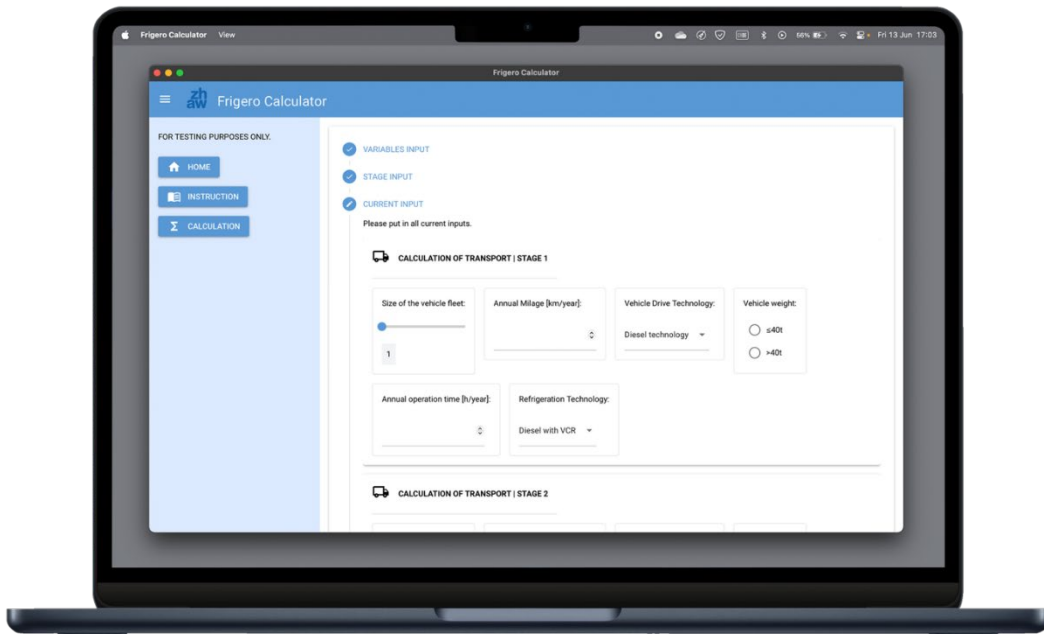 Frigero Calculator View 56% Fri 13 Jun 17:03
Frigero Calculator
zh
aw Frigero Calculator
FOR TESTING PURPOSES ONLY.
HOME
INSTRUCTION
CALCULATION
VARIABLES INPUT
STAGE INPUT
CURRENT INPUT
Please put in all current inputs.
CALCULATION OF TRANSPORT | STAGE 1
Size of the vehicle fleet:
1
Annual Milage [km/year]:
Vehicle Drive Technology:
Diesel technology
Vehicle weight:
≤40t
>40t
Annual operation time [h/year]:
Refrigeration Technology:
Diesel with VCR
CALCULATION OF TRANSPORT | STAGE 2